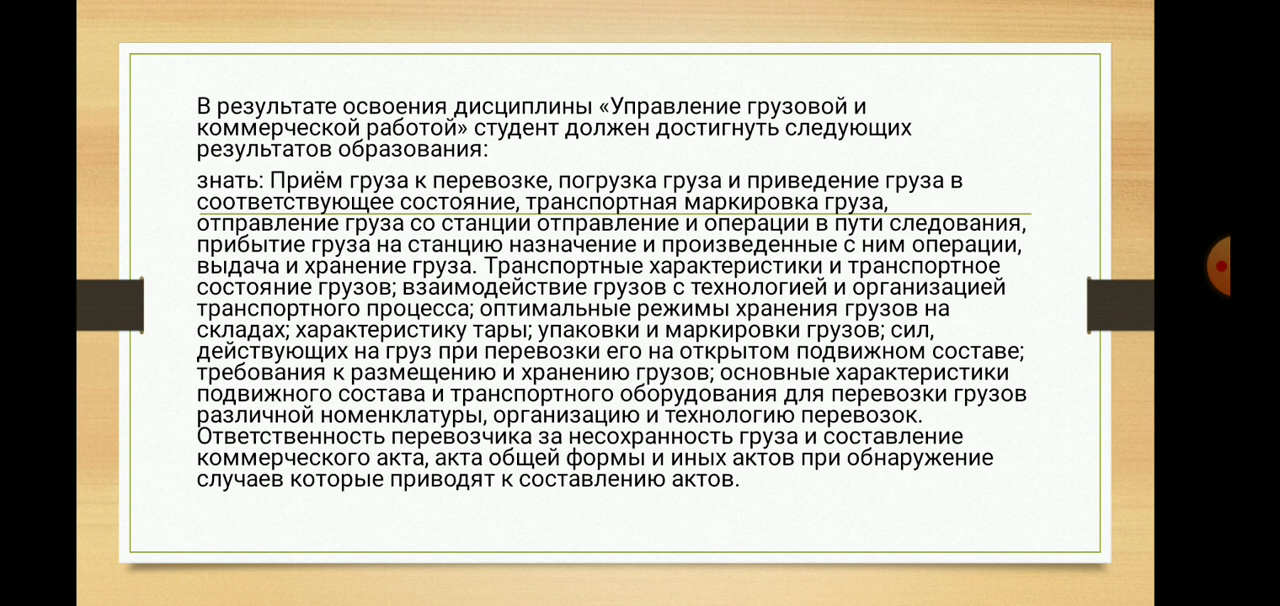 В результате освоения дисциплины «Управление грузовой и
коммерческой работой» студент должен достигнуть следующих
результатов образования:
знать: Приём груза к перевозке, погрузка груза и приведение груза в
соответствующее состояние, транспортная маркировка груза,
отправление груза со станции отправление и операции в пути следования,
прибытие груза на станцию назначение и произведенные с ним операции,
выдача и хранение груза. Транспортные характеристики и транспортное
состояние грузов; взаимодействие грузов с технологией и организацией
транспортного процесса; оптимальные режимы хранения грузов на
складах; характеристику тары; упаковки и маркировки грузов; сил,
действующих на груз при перевозки его на открытом подвижном составе;
требования к размещению и хранению грузов; основные характеристики
подвижного состава и транспортного оборудования для перевозки грузов
различной номенклатуры, организацию и технологию перевозок.
Ответственность перевозчика за несохранность груза и составление
коммерческого акта, акта общей формы и иных актов при обнаружение
случаев которые приводят к составлению актов.